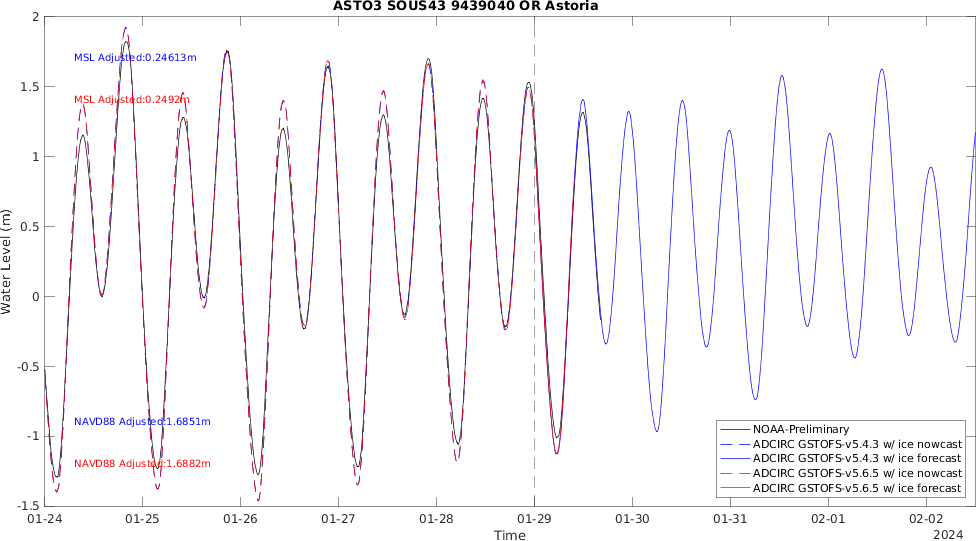 ASTO3 SOUS43 9439040 OR Astoria
2
1.5
1
0.5
0
-0.5
-1
-1.5
Water Level (m)
MSL Adjusted:0.24613m
MSL Adjusted:0.2492m
NAVD88 Adjusted:1.6851m
NAVD88 Adjusted:1.6882m
NOAA-Preliminary
ADCIRC GSTOFS-v5.4.3 w/ ice nowcast
ADCIRC GSTOFS-v5.4.3 w/ ice forecast
ADCIRC GSTOFS-v5.6.5 w/ ice nowcast
ADCIRC GSTOFS-v5.6.5 w/ ice forecast
01-24 01-25 01-26 01-27 01-28 01-29 01-30 01-31 02-01 02-02
Time
2024